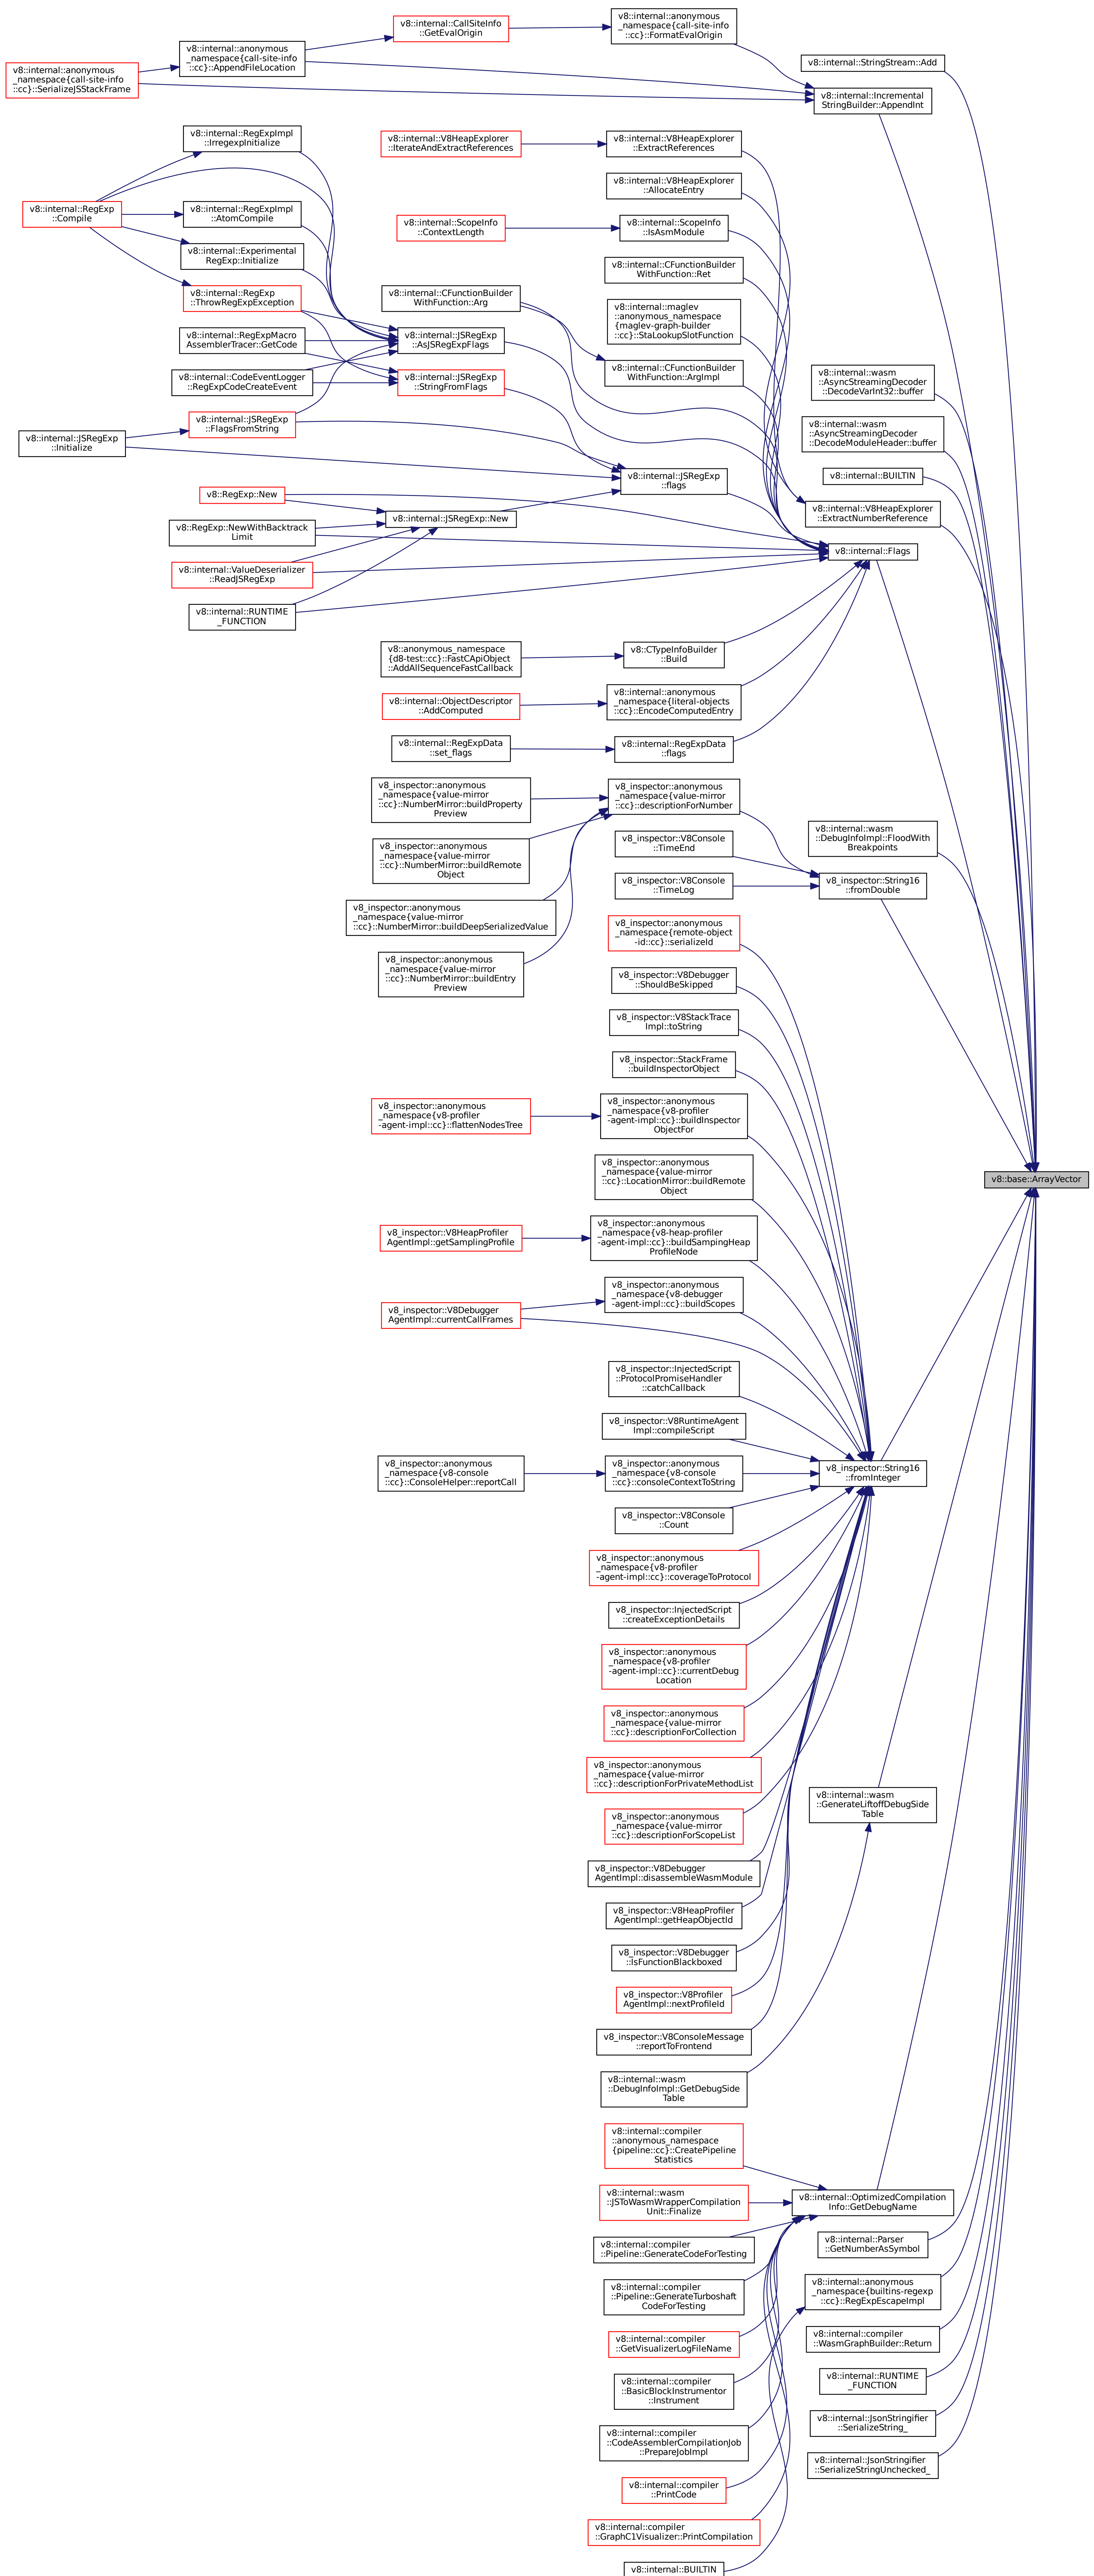 v8::internal::anonymous
_namespace{call-site-info
::cc}::SerializeJSStackFrame
v8::internal::anonymous
_namespace{call-site-info
::cc}::AppendFileLocation
v8::internal::CallSiteInfo
::GetEvalOrigin
v8::internal::anonymous
_namespace{call-site-info
::cc}::FormatEvalOrigin
v8::internal::StringStream::Add
v8::internal::Incremental
StringBuilder::AppendInt
v8::internal::RegExpImpl
::IrregexpInitialize
v8::internal::RegExp
::Compile
v8::internal::RegExpImpl
::AtomCompile
v8::internal::Experimental
RegExp::Initialize
v8::internal::RegExp
::ThrowRegExpException
v8::internal::RegExpMacro
AssemblerTracer::GetCode
v8::internal::CodeEventLogger
::RegExpCodeCreateEvent
v8::internal::JSRegExp
::FlagsFromString
v8::internal::JSRegExp
::Initialize
v8::RegExp::New
v8::RegExp::NewWithBacktrack
Limit
v8::internal::ValueDeserializer
::ReadJSRegExp
v8::internal::RUNTIME
_FUNCTION
v8::internal::V8HeapExplorer
::IterateAndExtractReferences
v8::internal::ScopeInfo
::ContextLength
v8::internal::CFunctionBuilder
WithFunction::Arg
v8::internal::JSRegExp
::AsJSRegExpFlags
v8::internal::JSRegExp
::StringFromFlags
v8::internal::JSRegExp::New
v8::internal::V8HeapExplorer
::ExtractReferences
v8::internal::V8HeapExplorer
::AllocateEntry
v8::internal::ScopeInfo
::IsAsmModule
v8::internal::CFunctionBuilder
WithFunction::Ret
v8::internal::maglev
::anonymous_namespace
{maglev-graph-builder
::cc}::StaLookupSlotFunction
v8::internal::CFunctionBuilder
WithFunction::ArgImpl
v8::internal::JSRegExp
::flags
v8::internal::wasm
::AsyncStreamingDecoder
::DecodeVarInt32::buffer
v8::internal::wasm
::AsyncStreamingDecoder
::DecodeModuleHeader::buffer
v8::internal::BUILTIN
v8::internal::V8HeapExplorer
::ExtractNumberReference
v8::internal::Flags
v8::anonymous_namespace
{d8-test::cc}::FastCApiObject
::AddAllSequenceFastCallback
v8::CTypeInfoBuilder
::Build
v8::internal::ObjectDescriptor
::AddComputed
v8::internal::anonymous
_namespace{literal-objects
::cc}::EncodeComputedEntry
v8::internal::RegExpData
::set_flags
v8::internal::RegExpData
::flags
v8_inspector::anonymous
_namespace{value-mirror
::cc}::NumberMirror::buildProperty
Preview
v8_inspector::anonymous
_namespace{value-mirror
::cc}::NumberMirror::buildRemote
Object
v8_inspector::anonymous
_namespace{value-mirror
::cc}::NumberMirror::buildDeepSerializedValue
v8_inspector::anonymous
_namespace{value-mirror
::cc}::NumberMirror::buildEntry
Preview
v8_inspector::anonymous
_namespace{value-mirror
::cc}::descriptionForNumber
v8_inspector::V8Console
::TimeEnd
v8_inspector::V8Console
::TimeLog
v8::internal::wasm
::DebugInfoImpl::FloodWith
Breakpoints
v8_inspector::String16
::fromDouble
v8_inspector::anonymous
_namespace{remote-object
-id::cc}::serializeId
v8_inspector::V8Debugger
::ShouldBeSkipped
v8_inspector::V8StackTrace
Impl::toString
v8_inspector::StackFrame
::buildInspectorObject
v8_inspector::anonymous
_namespace{v8-profiler
-agent-impl::cc}::flattenNodesTree
v8_inspector::anonymous
_namespace{v8-profiler
-agent-impl::cc}::buildInspector
ObjectFor
v8_inspector::anonymous
_namespace{value-mirror
::cc}::LocationMirror::buildRemote
Object
v8::base::ArrayVector
v8_inspector::V8HeapProfiler
AgentImpl::getSamplingProfile
v8_inspector::anonymous
_namespace{v8-heap-profiler
-agent-impl::cc}::buildSampingHeap
ProfileNode
v8_inspector::V8Debugger
AgentImpl::currentCallFrames
v8_inspector::anonymous
_namespace{v8-debugger
-agent-impl::cc}::buildScopes
v8_inspector::InjectedScript
::ProtocolPromiseHandler
::catchCallback
v8_inspector::V8RuntimeAgent
Impl::compileScript
v8_inspector::anonymous
_namespace{v8-console
::cc}::ConsoleHelper::reportCall
v8_inspector::anonymous
_namespace{v8-console
::cc}::consoleContextToString
v8_inspector::String16
::fromInteger
v8_inspector::V8Console
::Count
v8_inspector::anonymous
_namespace{v8-profiler
-agent-impl::cc}::coverageToProtocol
v8_inspector::InjectedScript
::createExceptionDetails
v8_inspector::anonymous
_namespace{v8-profiler
-agent-impl::cc}::currentDebug
Location
v8_inspector::anonymous
_namespace{value-mirror
::cc}::descriptionForCollection
v8_inspector::anonymous
_namespace{value-mirror
::cc}::descriptionForPrivateMethodList
v8_inspector::anonymous
_namespace{value-mirror
::cc}::descriptionForScopeList
v8::internal::wasm
::GenerateLiftoffDebugSide
Table
v8_inspector::V8Debugger
AgentImpl::disassembleWasmModule
v8_inspector::V8HeapProfiler
AgentImpl::getHeapObjectId
v8_inspector::V8Debugger
::IsFunctionBlackboxed
v8_inspector::V8Profiler
AgentImpl::nextProfileId
v8_inspector::V8ConsoleMessage
::reportToFrontend
v8::internal::wasm
::DebugInfoImpl::GetDebugSide
Table
v8::internal::compiler
::anonymous_namespace
{pipeline::cc}::CreatePipeline
Statistics
v8::internal::wasm
::JSToWasmWrapperCompilation
Unit::Finalize
v8::internal::OptimizedCompilation
Info::GetDebugName
v8::internal::compiler
::Pipeline::GenerateCodeForTesting
v8::internal::Parser
::GetNumberAsSymbol
v8::internal::compiler
::Pipeline::GenerateTurboshaft
CodeForTesting
v8::internal::anonymous
_namespace{builtins-regexp
::cc}::RegExpEscapeImpl
v8::internal::compiler
::GetVisualizerLogFileName
v8::internal::compiler
::WasmGraphBuilder::Return
v8::internal::compiler
::BasicBlockInstrumentor
::Instrument
v8::internal::RUNTIME
_FUNCTION
v8::internal::compiler
::CodeAssemblerCompilationJob
::PrepareJobImpl
v8::internal::JsonStringifier
::SerializeString_
v8::internal::compiler
::PrintCode
v8::internal::JsonStringifier
::SerializeStringUnchecked_
v8::internal::compiler
::GraphC1Visualizer::PrintCompilation
v8::internal::BUILTIN